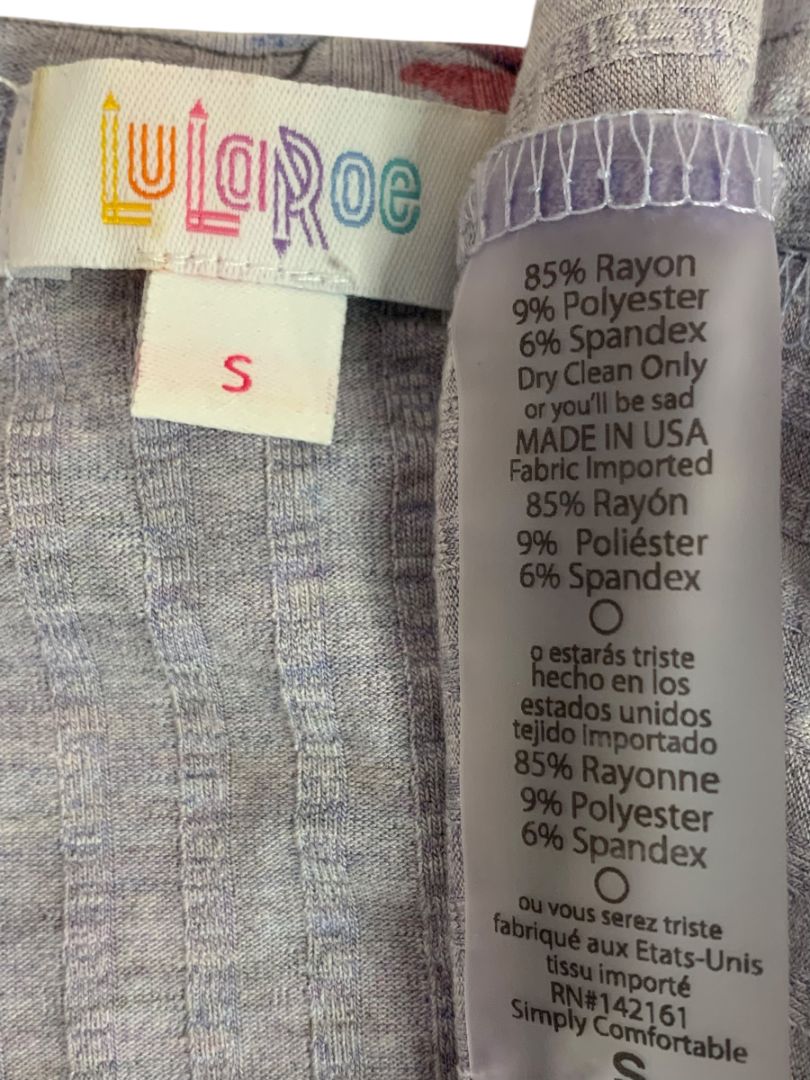 LuLaRoe
S
85% Rayon
9% Polyester
6% Spandex
Dry Clean Only
or you'll be sad
MADE IN USA
Fabric Imported
85% Rayón
9% Poliéster
6% Spandex
o estarás triste
hecho en los
estados unidos
tejido importado
85% Rayonne
9% Polyester
6% Spandex
ou vous serez triste
fabriqué aux Etats-Unis
tissu importé
RN#142161
Simply Comfortable
S